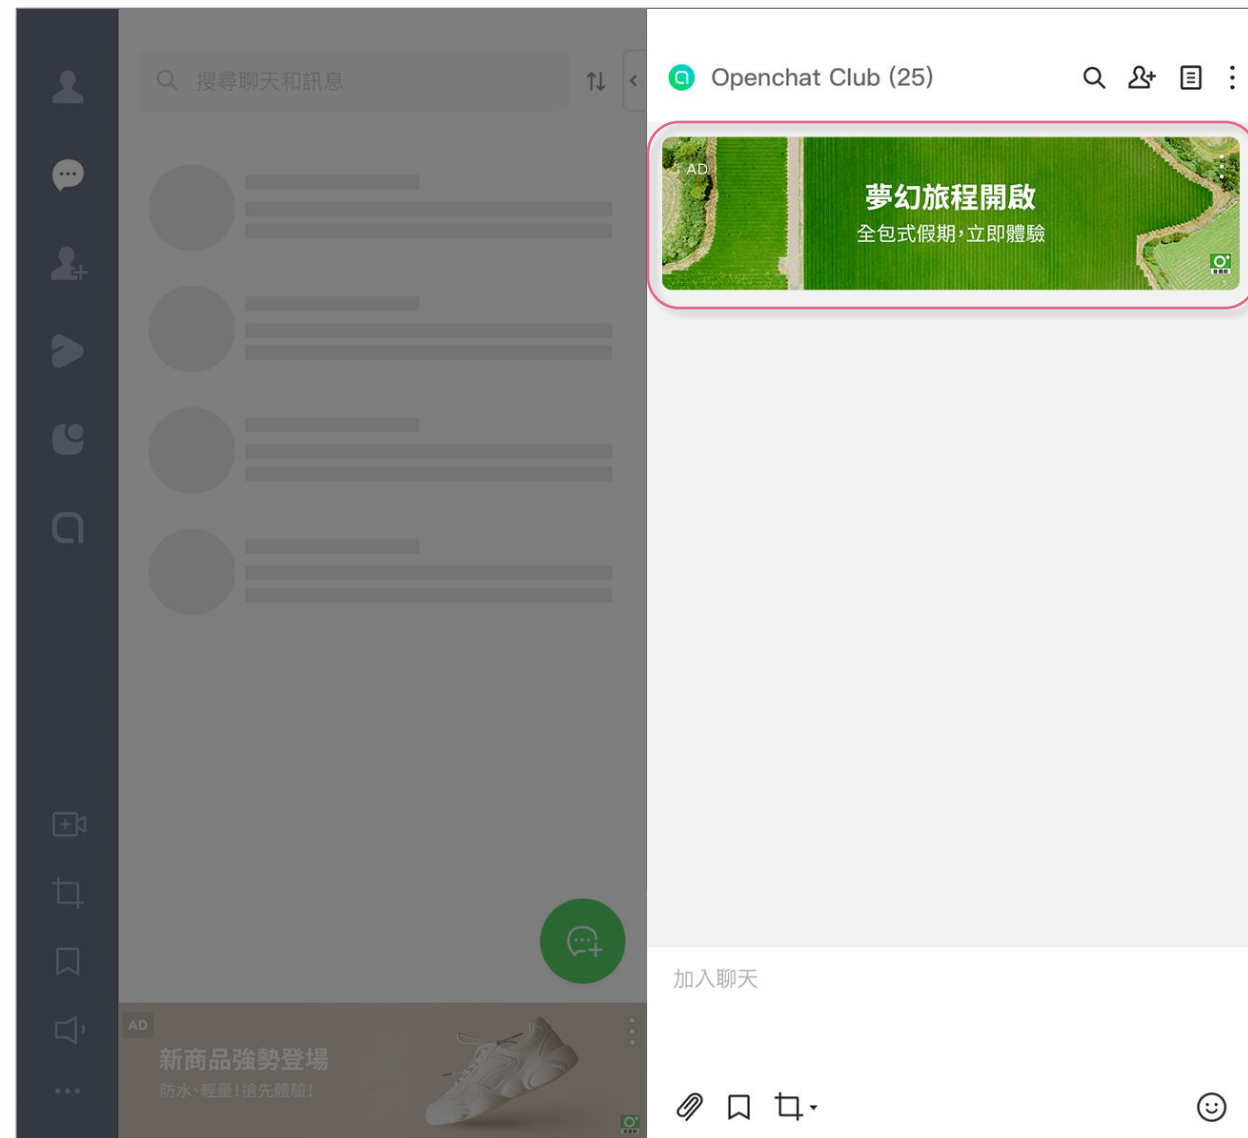 搜尋聊天和訊息
Openchat Club (25)
AD
夢幻旅程開啟
全包式假期，立即體驗
加入聊天
AD
新商品強勢登場
防水、輕量！搶先體驗！